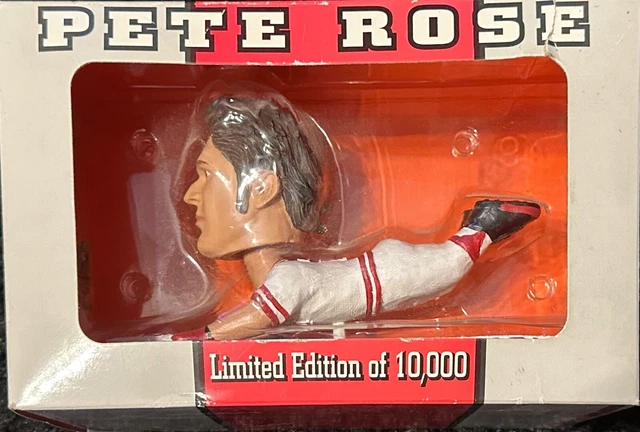 PETE ROSE
Limited Edition of 10,000